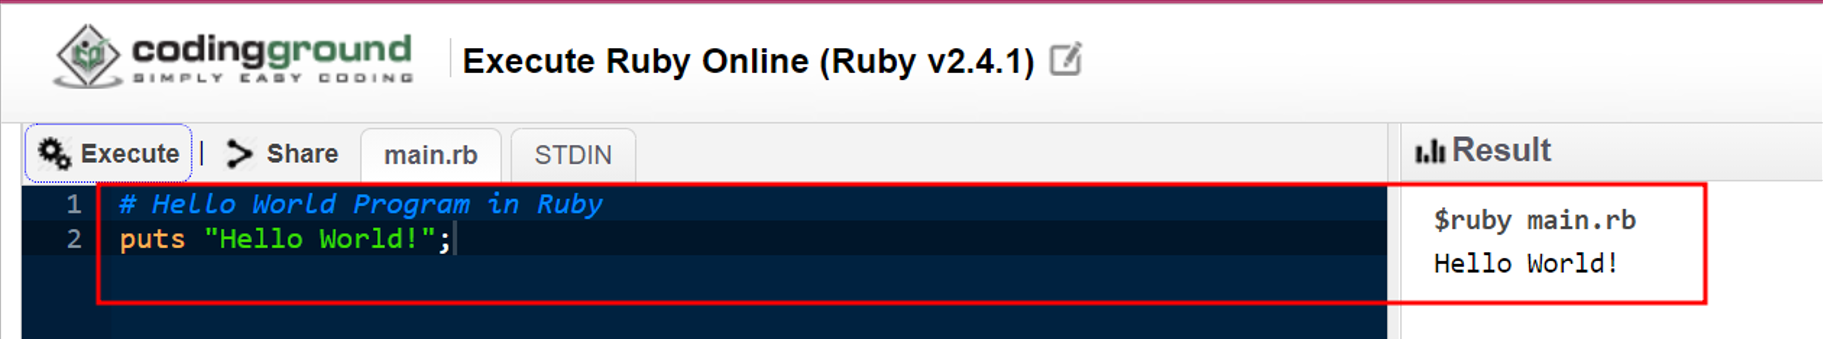 codingground
SIMPLY EASY CODING
Execute Ruby Online (Ruby v2.4.1)
Execute | Share main.rb STDIN
Result
1 # Hello World Program in Ruby
2 puts "Hello World!";
$ruby main.rb
Hello World!